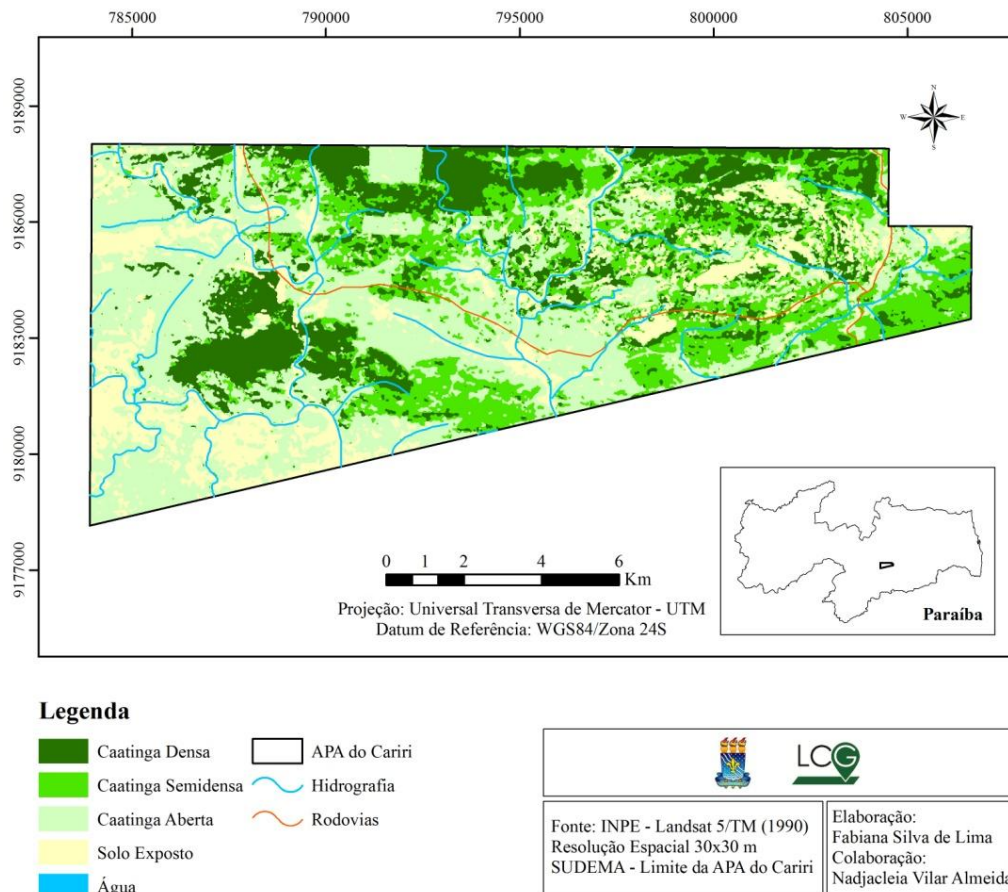 785000 790000 795000 800000 805000
9189000
9186000
9183000
9180000
9177000
N
W E
S
0 1 2 4 6
Km
Projeção: Universal Transversa de Mercator - UTM
Datum de Referência: WGS84/Zona 24S
Paraíba
Legenda
Caatinga Densa
Caatinga Semidensa
Caatinga Aberta
Solo Exposto
Água
APA do Cariri
Hidrografia
Rodovias
LCG
Fonte: INPE - Landsat 5/TM (1990)
Resolução Espacial 30x30 m
SUDEMA - Limite da APA do Cariri
Elaboração:
Fabiana Silva de Lima
Colaboração:
Nadjacleia Vilar Almeida